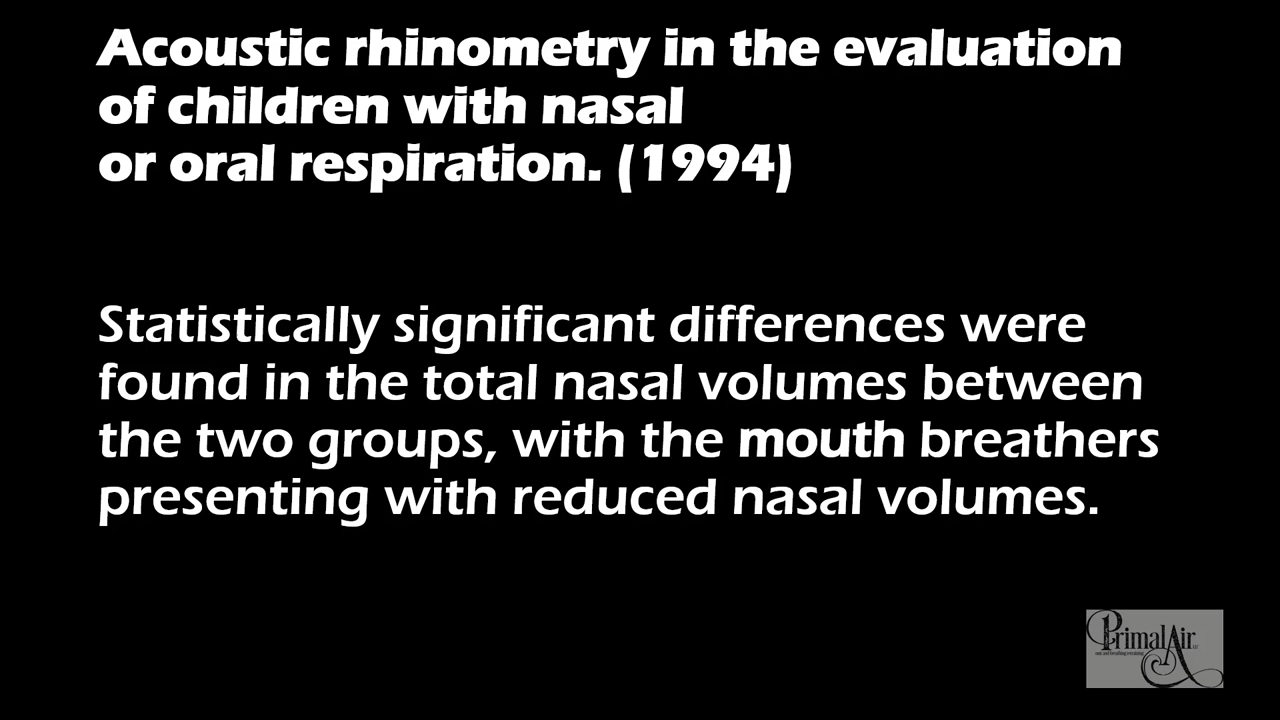 Acoustic rhinometry in the evaluation
of children with nasal
or oral respiration. (1994)
Statistically significant differences were
found in the total nasal volumes between
the two groups, with the mouth breathers
presenting with reduced nasal volumes.
PrimalAir